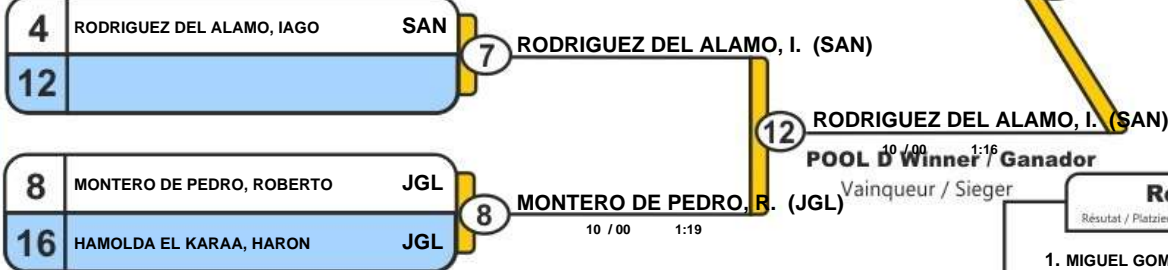 4 RODRIGUEZ DEL ALAMO, IAGO SAN
12
7
RODRIGUEZ DEL ALAMO, I. (SAN)
12
RODRIGUEZ DEL ALAMO, I. (SAN)
10 / 00 1:16
POOL D Winner / Ganador
Vainqueur / Sieger
8 MONTERO DE PEDRO, ROBERTO JGL
16 HAMOLDA EL KARAA, HARON JGL
8
MONTERO DE PEDRO, R. (JGL)
10 / 00 1:19
Résutat / Platzie
1. MIGUEL GOM